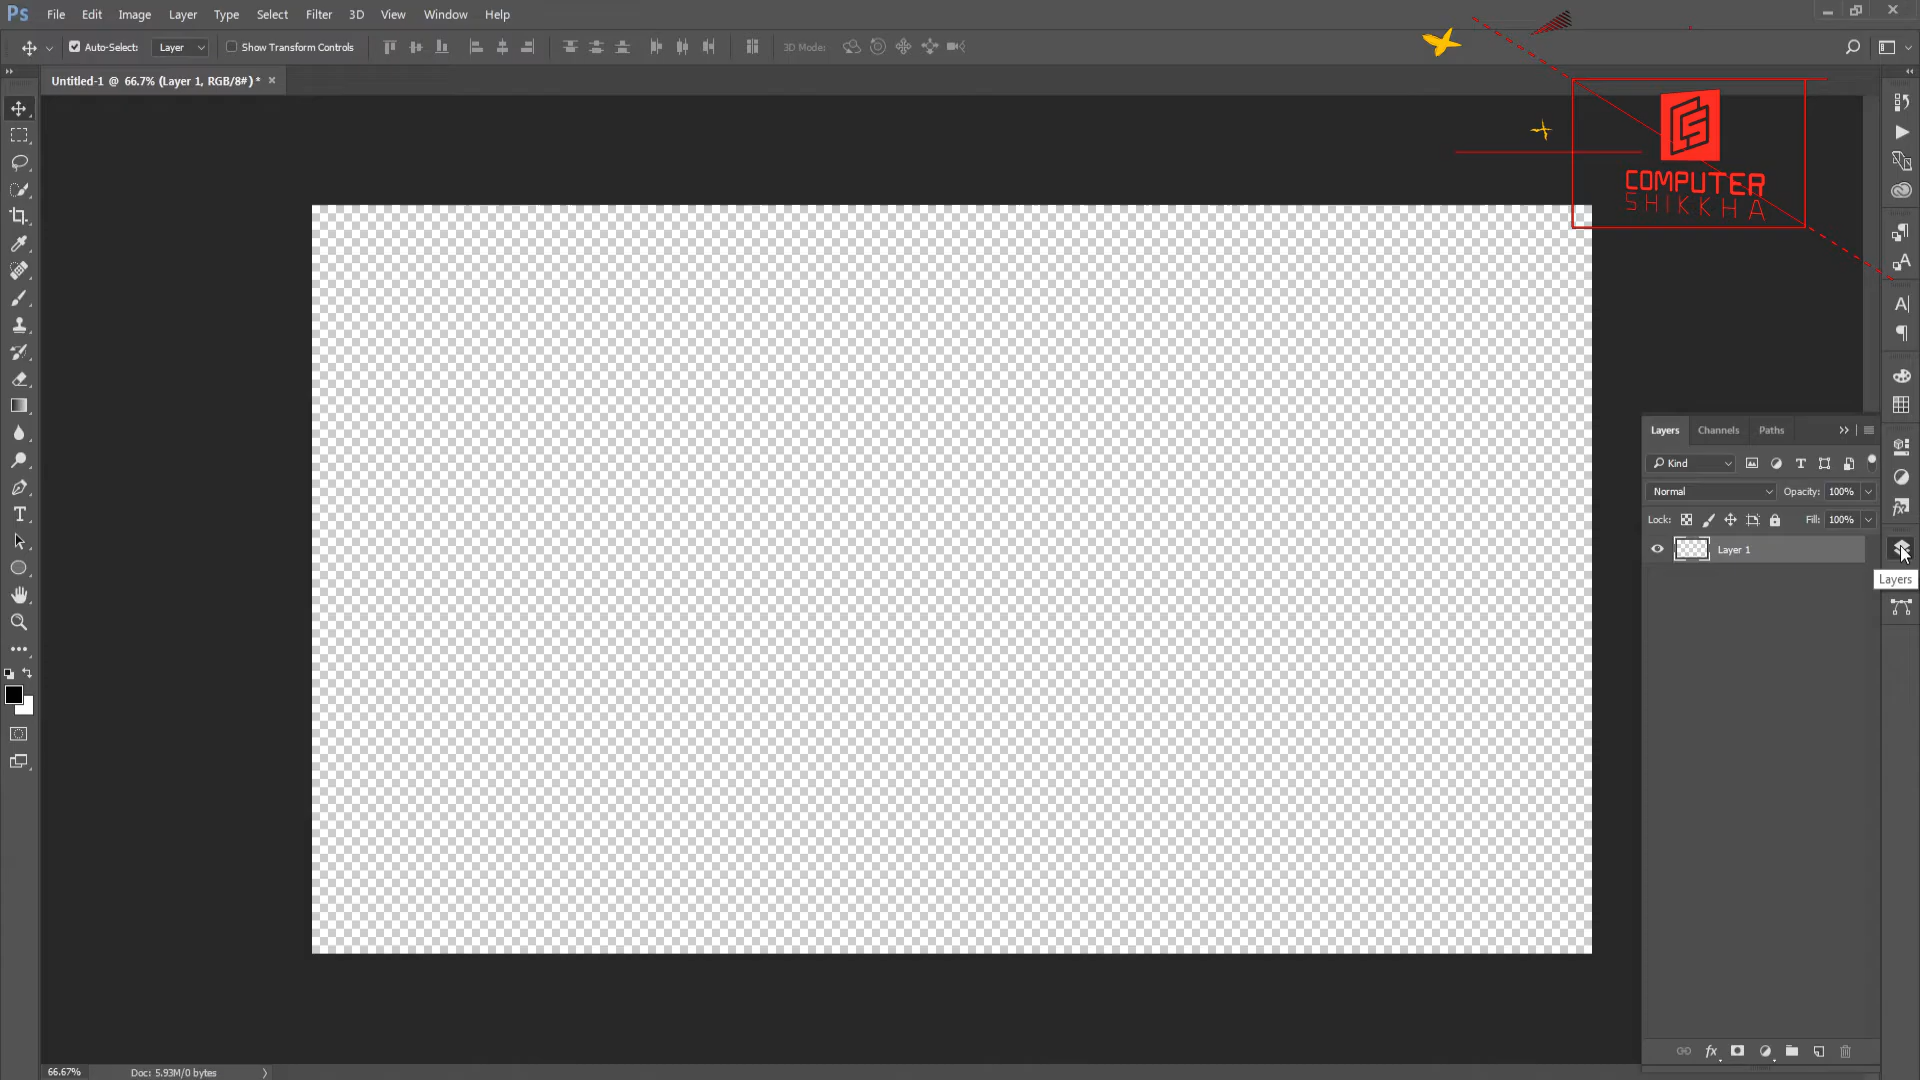 Ps File Edit Image Layer Type Select Filter 3D View Window Help
Auto-Select: Layer Show Transform Controls 3D Mode:
Untitled-1 @ 66.7% (Layer 1, RGB/8#) *
COMPUTER
SHIKKHA
Layers Channels Paths
Kind
Normal Opacity: 100%
Lock: Fill: 100%
Layer 1
Layers
66.67% Doc: 5.93M/0 bytes